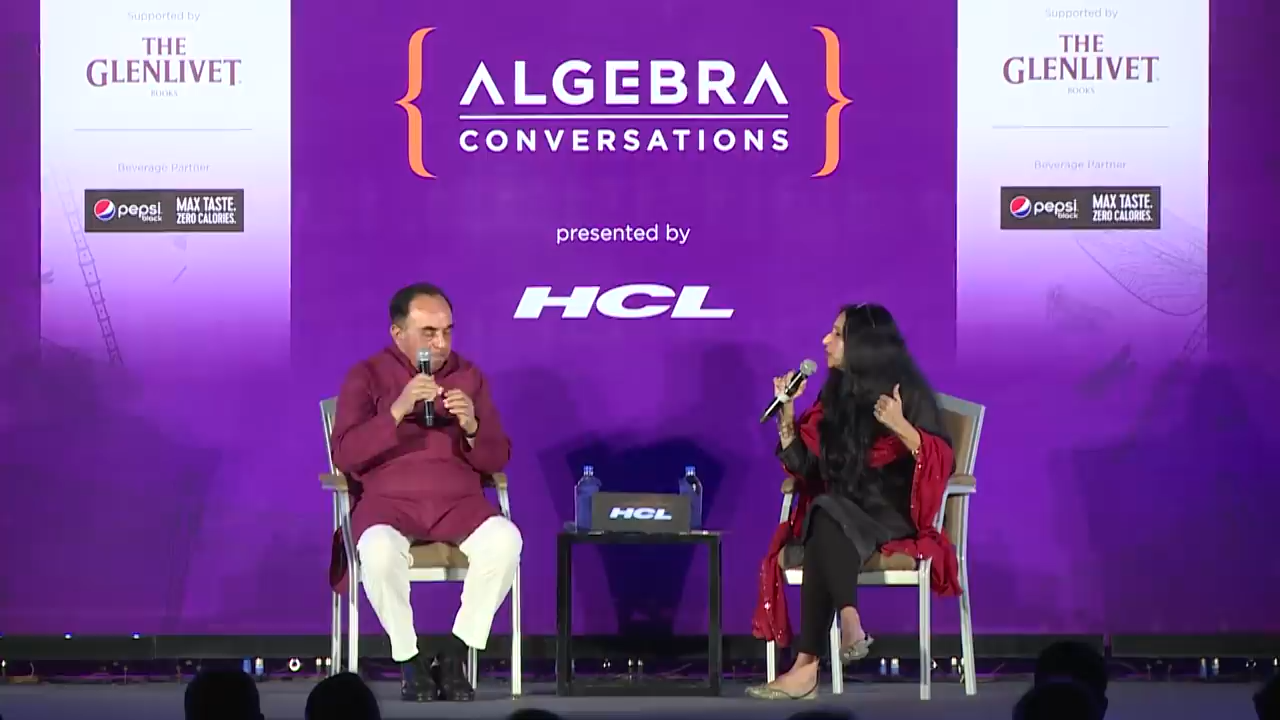 Supported by
THE
GLENLIVET
BOOKS
Beverage Partner
pepsi
black
MAX TASTE.
ZERO CALORIES.
ALGEBRA
CONVERSATIONS
presented by
HCL
Supported by
THE
GLENLIVET
BOOKS
Beverage Partner
pepsi
black
MAX TASTE.
ZERO CALORIES.
HCL